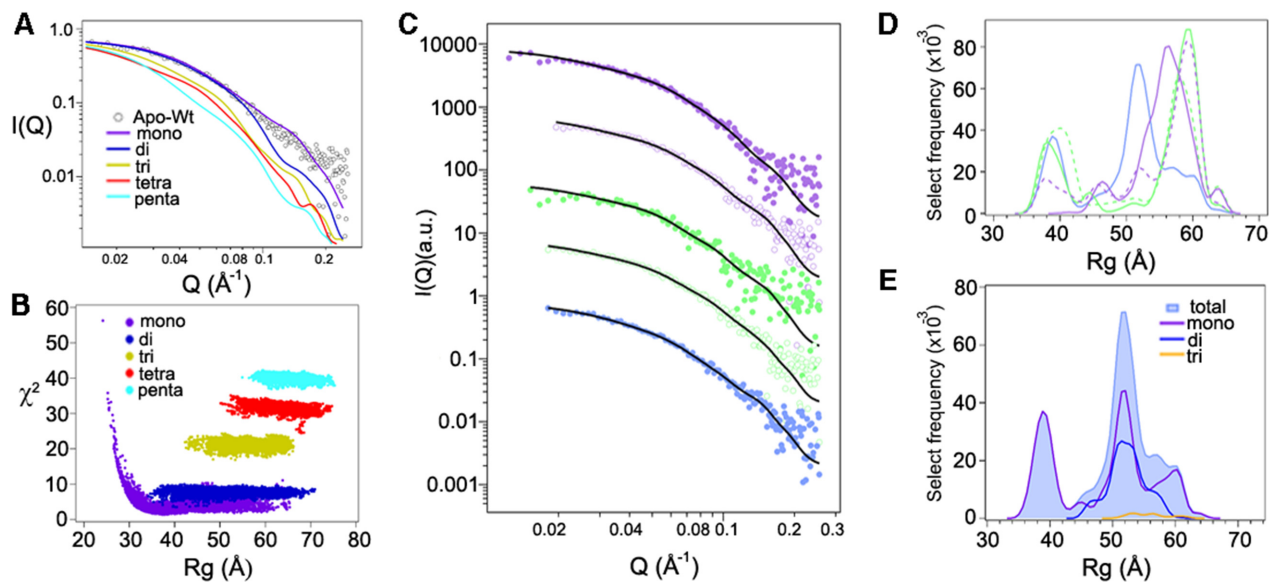 A
1.0
0.1
0.01
I(Q)
Apo-Wt
mono
di
tri
tetra
penta
0.02
0.04
0.08
0.1
0.2
Q (Å⁻¹)
B
60
50
40
30
20
10
0
χ²
mono
di
tri
tetra
penta
20
30
40
50
60
70
80
Rg (Å)
C
10000
1000
100
10
1
0.1
0.01
0.001
I(Q)(a.u.)
0.02
0.04
0.1
0.2
0.3
Q (Å⁻¹)
D
Select frequency (x10⁻³)
80
60
40
20
0
30
40
50
60
70
Rg (Å)
E
Select frequency (x10⁻³)
80
60
40
20
0
total
mono
di
tri
30
40
50
60
70
Rg (Å)